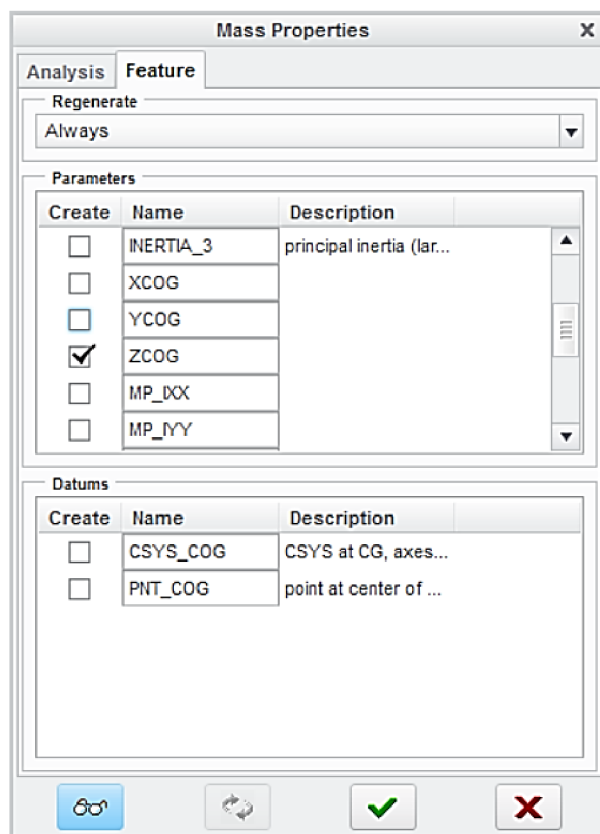 Mass Properties
Analysis Feature
Regenerate
Always
Parameters
Create Name Description
INERTIA_3 principal inertia (lar...
XCOG
YCOG
ZCOG
MP_IXX
MP_IYY
Datums
Create Name Description
CSYS_COG CSYS at CG, axes...
PNT_COG point at center of ...